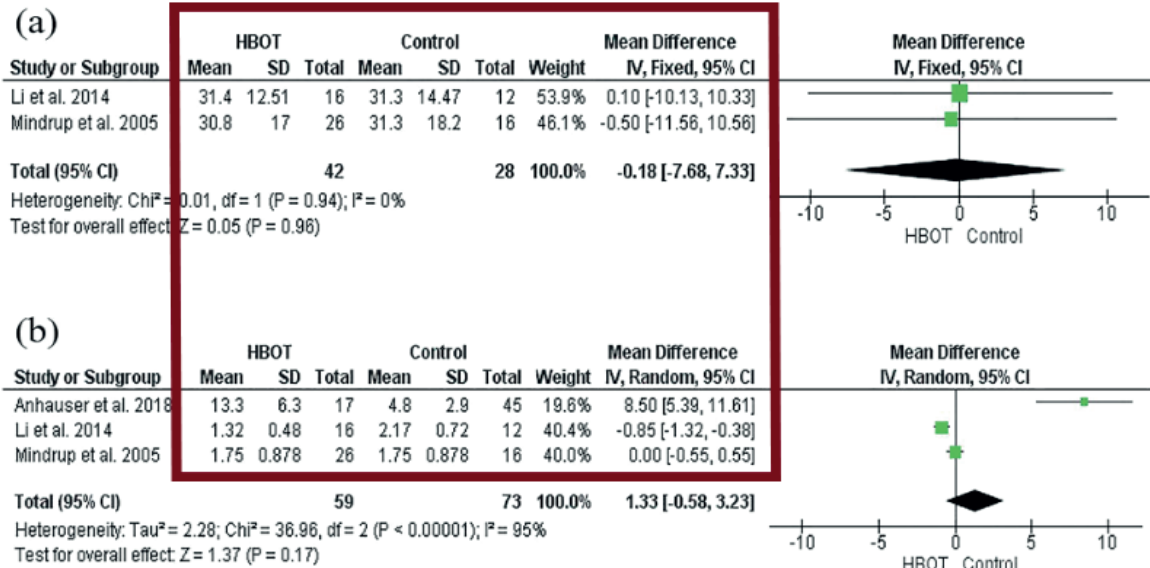 (a)
HBOT Control Mean Difference Mean Difference
Study or Subgroup Mean SD Total Mean SD Total Weight IV, Fixed, 95% CI IV, Fixed, 95% CI
Li et al. 2014 31.4 12.51 16 31.3 14.47 12 53.9% 0.10 [-10.13, 10.33]
Mindrup et al. 2005 30.8 17 26 31.3 18.2 16 46.1% -0.50 [-11.56, 10.56]
Total (95% CI) 42 28 100.0% -0.18 [-7.68, 7.33]
Heterogeneity: Chi² = 0.01, df = 1 (P = 0.94); I² = 0%
Test for overall effect: Z = 0.05 (P = 0.96)
-10 -5 0 5 10
HBOT Control
(b)
HBOT Control Mean Difference Mean Difference
Study or Subgroup Mean SD Total Mean SD Total Weight IV, Random, 95% CI IV, Random, 95% CI
Anhauser et al. 2018 13.3 6.3 17 4.8 2.9 45 19.6% 8.50 [5.39, 11.61]
Li et al. 2014 1.32 0.48 16 2.17 0.72 12 40.4% -0.85 [-1.32, -0.38]
Mindrup et al. 2005 1.75 0.878 26 1.75 0.878 16 40.0% 0.00 [-0.55, 0.55]
Total (95% CI) 59 73 100.0% 1.33 [-0.58, 3.23]
Heterogeneity: Tau² = 2.28; Chi² = 36.96, df = 2 (P < 0.00001); I² = 95%
Test for overall effect: Z = 1.37 (P = 0.17)
-10 -5 0 5 10
HBOT Control